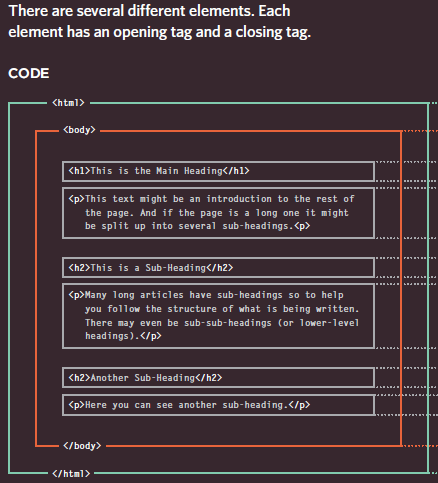 There are several different elements. Each
element has an opening tag and a closing tag.
CODE
<html>
<body>
<h1>This is the Main Heading</h1>
<p>This text might be an introduction to the rest of
the page. And if the page is a long one it might
be split up into several sub-headings.<p>
<h2>This is a Sub-Heading</h2>
<p>Many long articles have sub-headings so to help
you follow the structure of what is being written.
There may even be sub-sub-headings (or lower-level
headings).</p>
<h2>Another Sub-Heading</h2>
<p>Here you can see another sub-heading.</p>
</body>
</html>